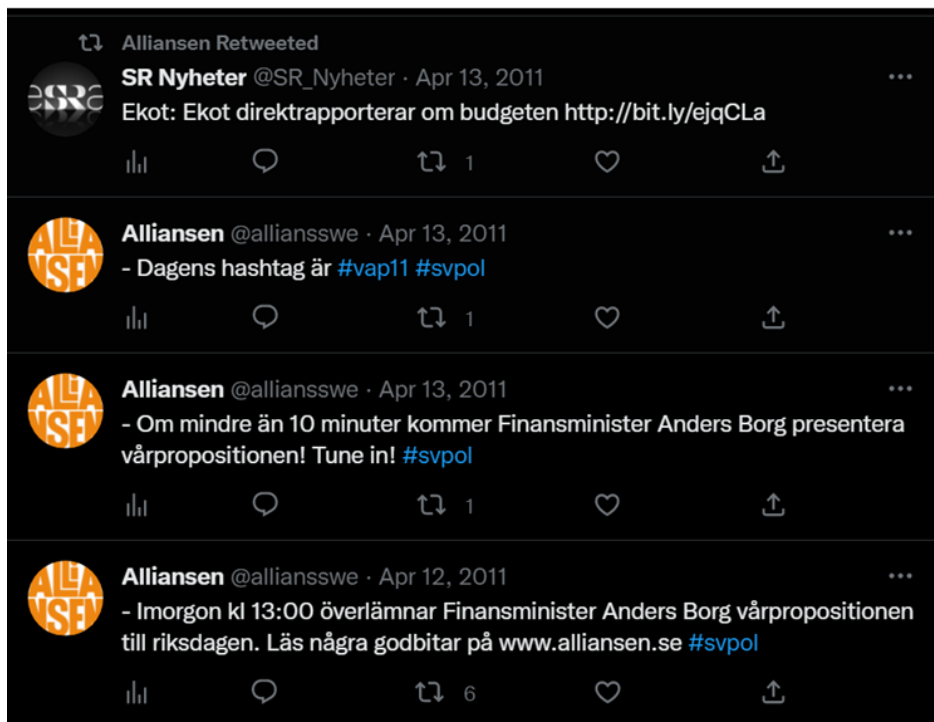 Alliansen Retweeted
SR Nyheter @SR_Nyheter · Apr 13, 2011
Ekot: Ekot direktrapporterar om budgeten http://bit.ly/ejqCLa
1
Alliansen @alliansswe · Apr 13, 2011
- Dagens hashtag är #vap11 #svpol
1
Alliansen @alliansswe · Apr 13, 2011
- Om mindre än 10 minuter kommer Finansminister Anders Borg presentera
vårpropositionen! Tune in! #svpol
1
Alliansen @alliansswe · Apr 12, 2011
- Imorgon kl 13:00 överlämnar Finansminister Anders Borg vårpropositionen
till riksdagen. Läs några godbitar på www.alliansen.se #svpol
6